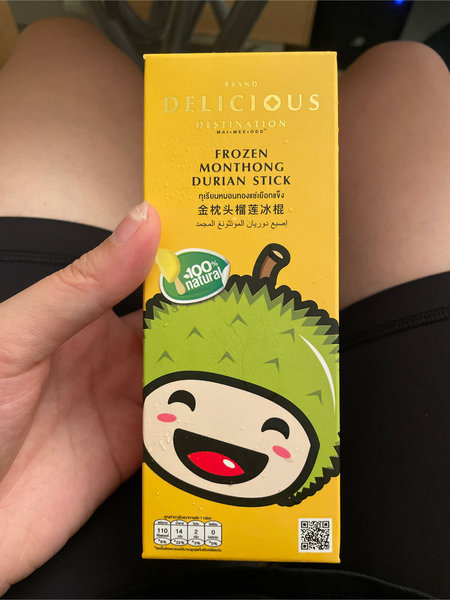 BRAND
DELICIOUS
DESTINATION
MAI•MEE•ODD
FROZEN
MONTHONG
DURIAN STICK
ทุเรียนหมอนทองแช่เยือกแข็ง
金枕头榴莲冰棍
إصبع دوريان المونثونغ المجمد
100%
natural
110
14
2
0